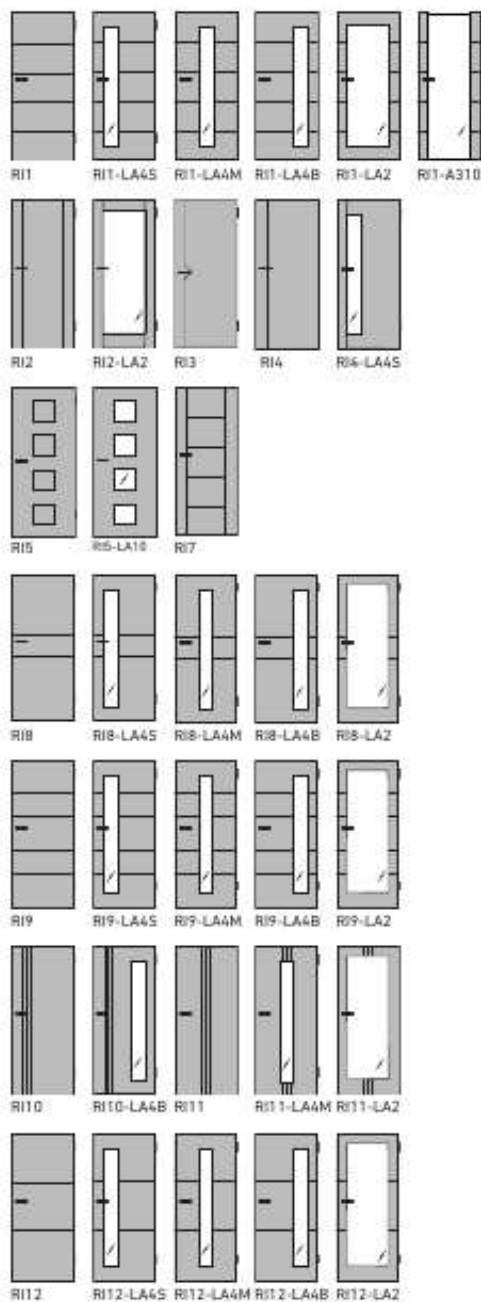 RI1 RI1-LA4S RI1-LA4M RI1-LA4B RI1-LA2 RI1-A310
RI2 RI2-LA2 RI3 RI4 RI4-LA4S
RI5 RI5-LA10 RI7
RI8 RI8-LA4S RI8-LA4M RI8-LA4B RI8-LA2
RI9 RI9-LA4S RI9-LA4M RI9-LA4B RI9-LA2
RI10 RI10-LA4B RI11 RI11-LA4M RI11-LA2
RI12 RI12-LA4S RI12-LA4M RI12-LA4B RI12-LA2